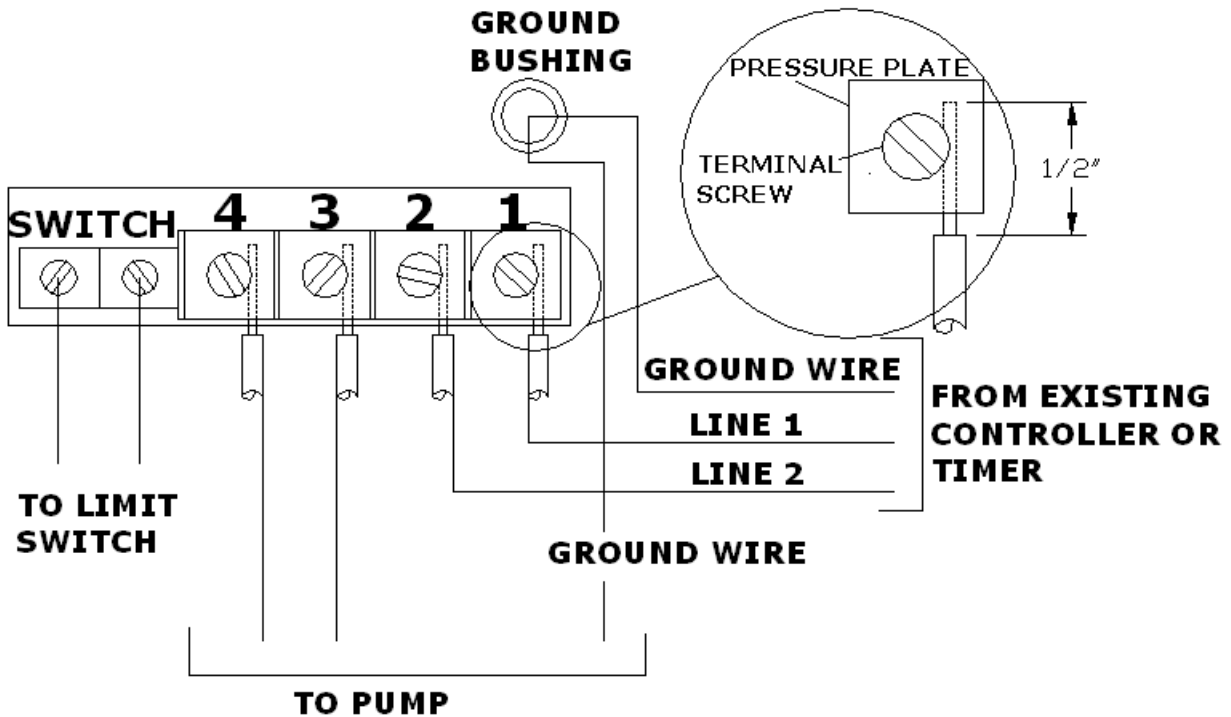 GROUND
BUSHING
PRESSURE PLATE
TERMINAL
SCREW
1/2"
SWITCH 4 3 2 1
GROUND WIRE
LINE 1
LINE 2
FROM EXISTING
CONTROLLER OR
TIMER
TO LIMIT
SWITCH
GROUND WIRE
TO PUMP